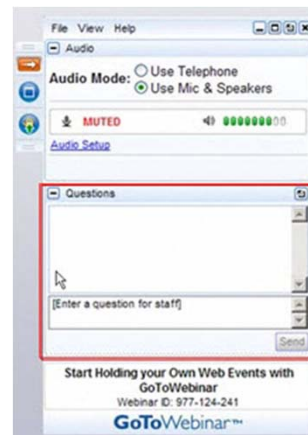 File View Help
Audio
Audio Mode: Use Telephone
Use Mic & Speakers
MUTED
Audio Setup
Questions
[Enter a question for staff]
Send
Start Holding your Own Web Events with
GoToWebinar
Webinar ID: 977-124-241
GoToWebinar™